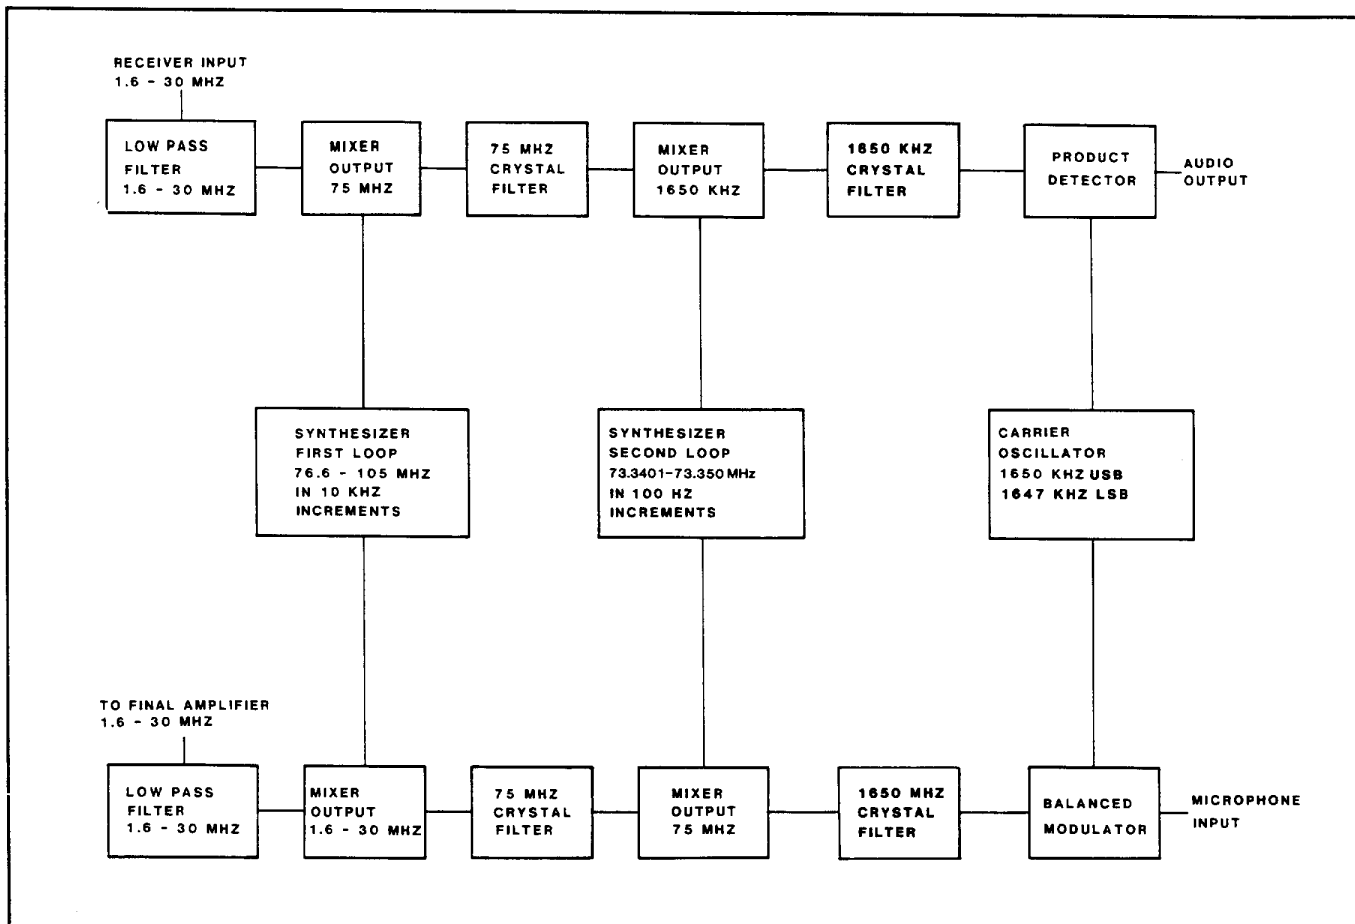 RECEIVER INPUT
1.6 - 30 MHZ
LOW PASS
FILTER
1.6 - 30 MHZ
MIXER
OUTPUT
75 MHZ
75 MHZ
CRYSTAL
FILTER
MIXER
OUTPUT
1650 KHZ
1650 KHZ
CRYSTAL
FILTER
PRODUCT
DETECTOR
AUDIO
OUTPUT
SYNTHESIZER
FIRST LOOP
76.6 - 105 MHZ
IN 10 KHZ
INCREMENTS
SYNTHESIZER
SECOND LOOP
73.3401-73.350 MHz
IN 100 HZ
INCREMENTS
CARRIER
OSCILLATOR
1650 KHZ USB
1647 KHZ LSB
TO FINAL AMPLIFIER
1.6 - 30 MHZ
LOW PASS
FILTER
1.6 - 30 MHZ
MIXER
OUTPUT
1.6 - 30 MHZ
75 MHZ
CRYSTAL
FILTER
MIXER
OUTPUT
75 MHZ
1650 MHZ
CRYSTAL
FILTER
BALANCED
MODULATOR
MICROPHONE
INPUT